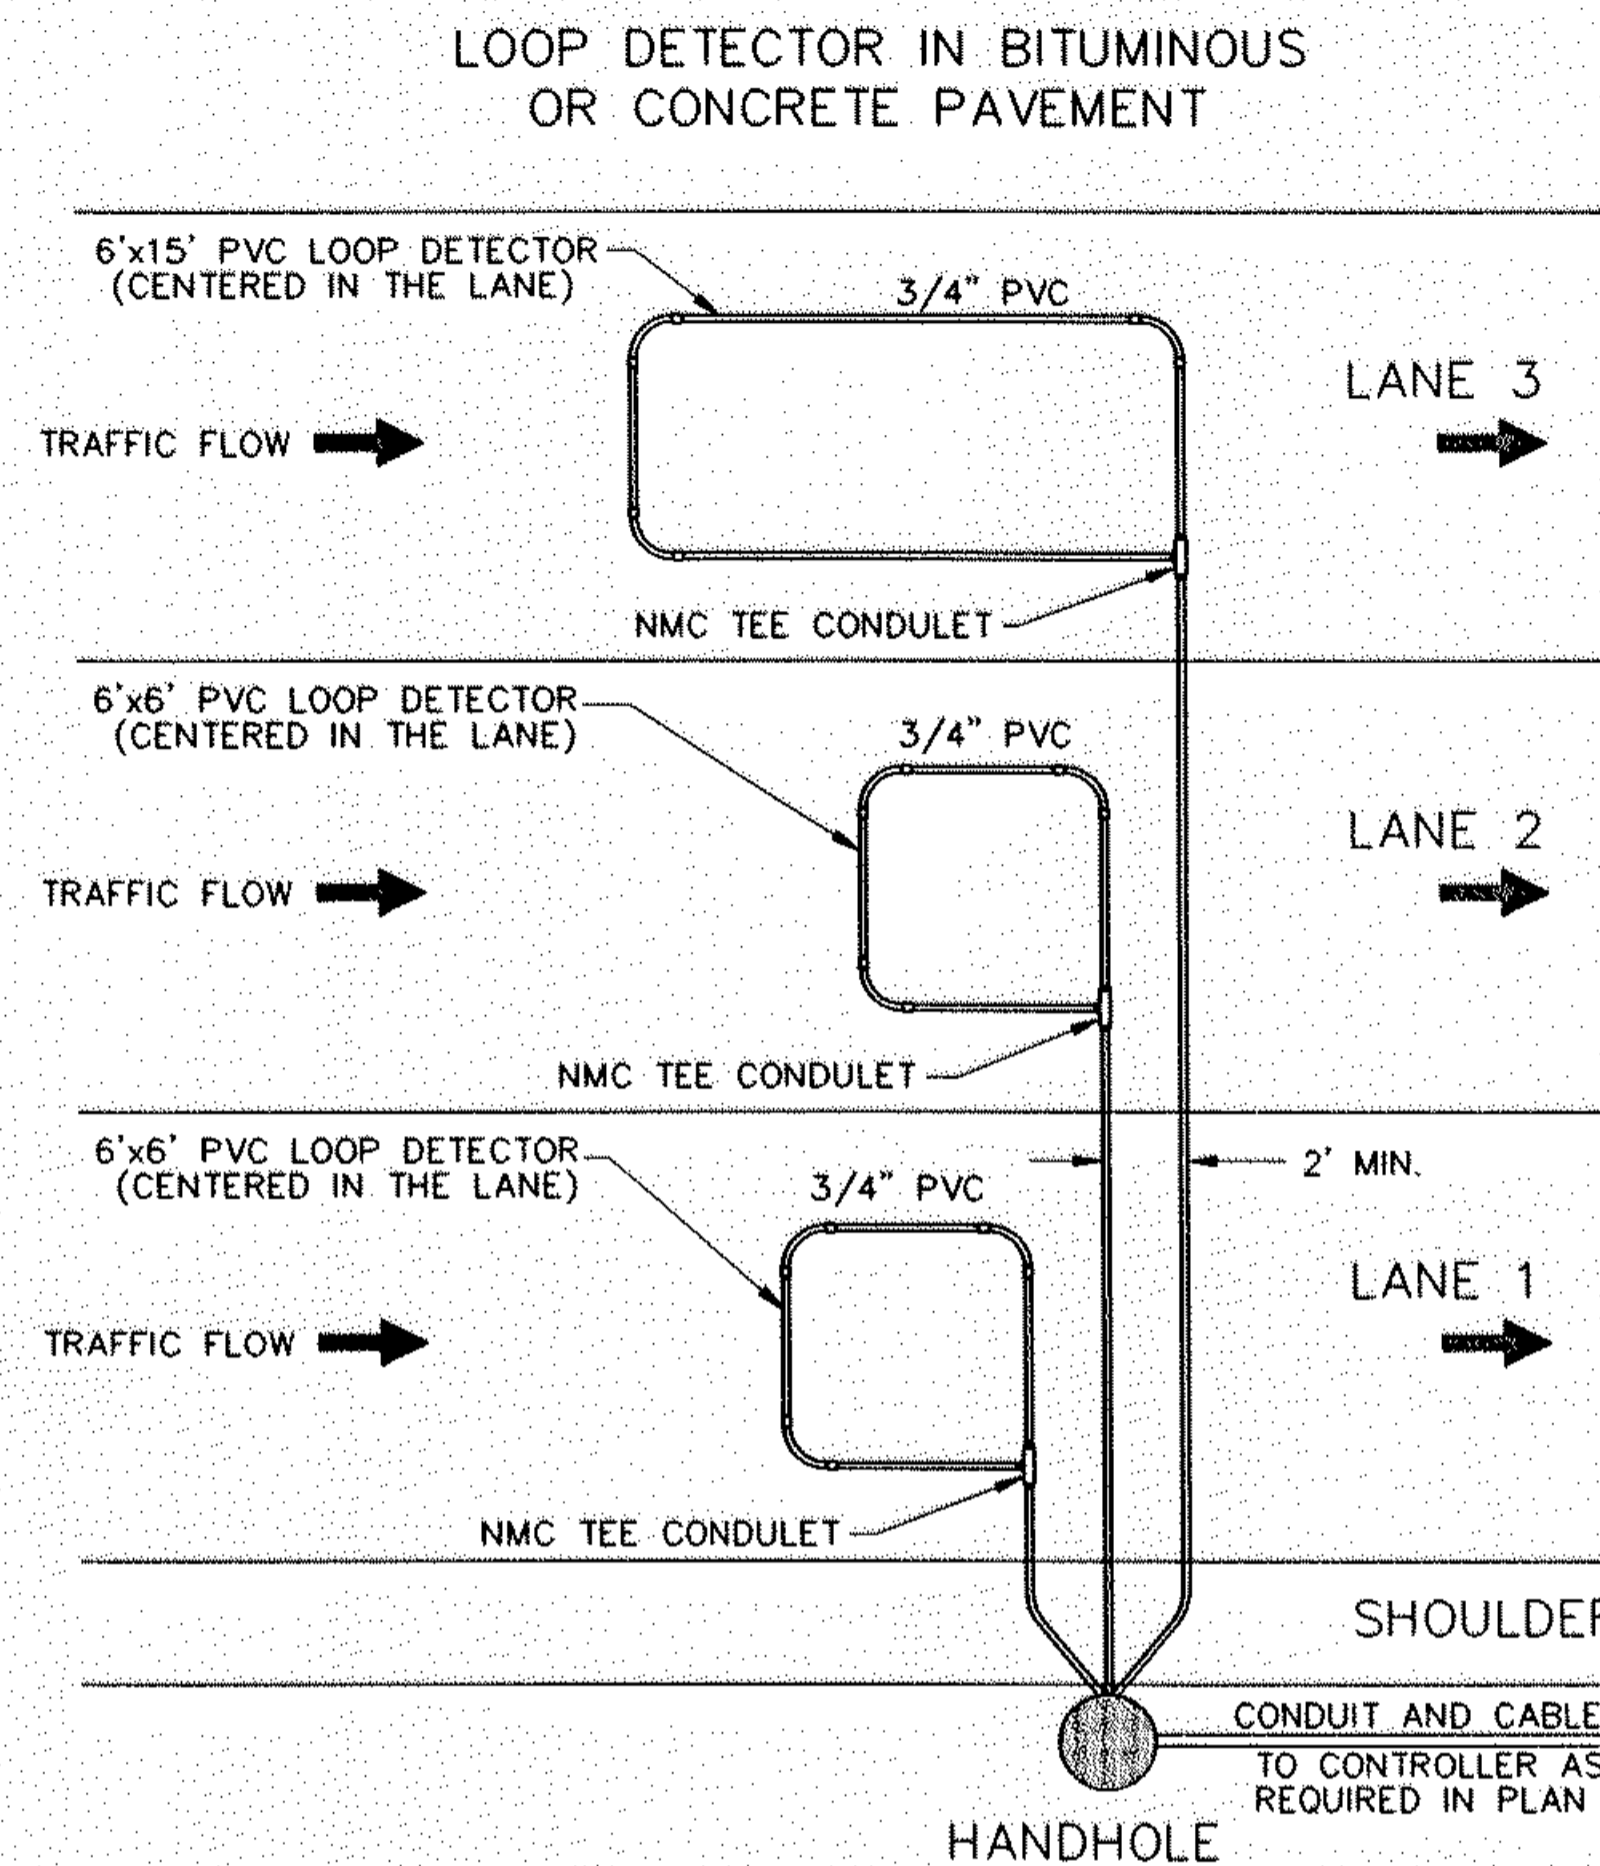 LOOP DETECTOR IN BITUMINOUS
OR CONCRETE PAVEMENT
6'x15' PVC LOOP DETECTOR
(CENTERED IN THE LANE)
3/4" PVC
LANE 3
TRAFFIC FLOW
NMC TEE CONDULET
6'x6' PVC LOOP DETECTOR
(CENTERED IN THE LANE)
3/4" PVC
LANE 2
TRAFFIC FLOW
NMC TEE CONDULET
6'x6' PVC LOOP DETECTOR
(CENTERED IN THE LANE)
2' MIN.
3/4" PVC
LANE 1
TRAFFIC FLOW
NMC TEE CONDULET
SHOULDER
CONDUIT AND CABLE
TO CONTROLLER AS
REQUIRED IN PLAN
HANDHOLE